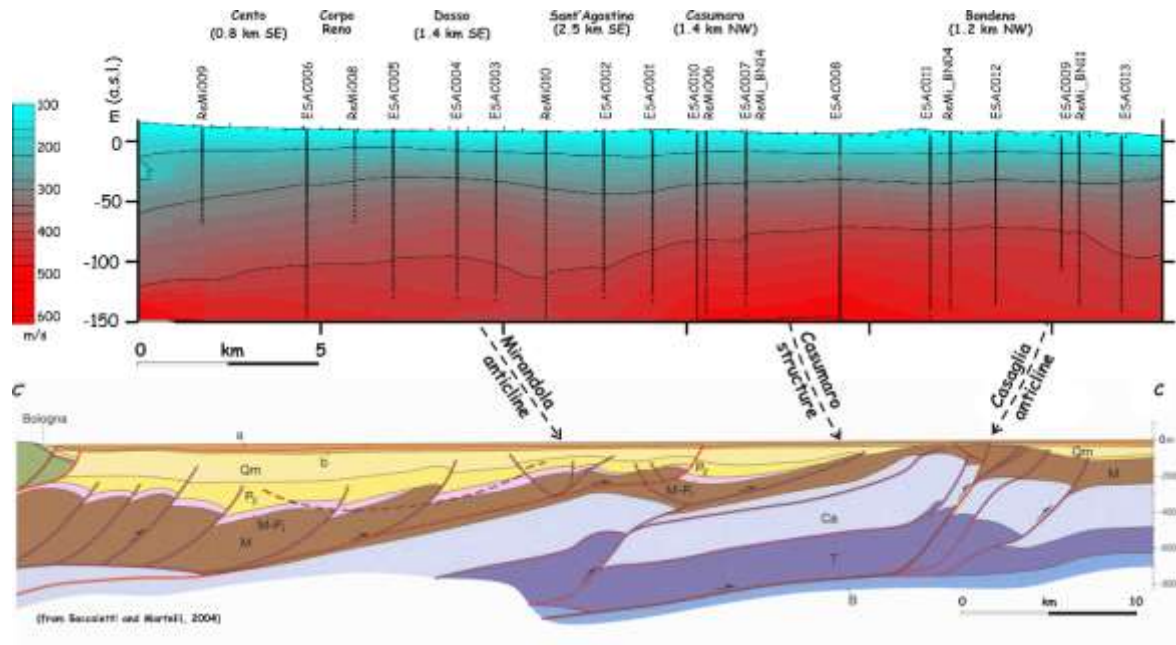 Cento
(0.8 km SE)
Corpo
Reno
Dosso
(1.4 km SE)
Sant'Agostino
(2.5 km SE)
Casumaro
(1.4 km NW)
Bondeno
(1.2 km NW)
m (a.s.l.)
ReMi009
ESAC006
ReMi008
ESAC005
ESAC004
ESAC003
ReMi010
ESAC002
ESAC001
ESAC010
ReMi006
ESAC007
ReMi_BN14
ESAC008
ESAC011
ReMi_BN04
ESAC012
ESAC009
ReMi_BN11
ESAC013
100
200
300
400
500
600
m/s
0
-50
-100
-150
0 km 5
Mirandola
anticline
Casumaro
structure
Casaglia
anticline
C C
Bologna
a
b
Qm
P
M-P
M
P
M-P
Ca
T
B
Qm
M
0m
0 km 10
(from Boccaletti and Martelli, 2004)